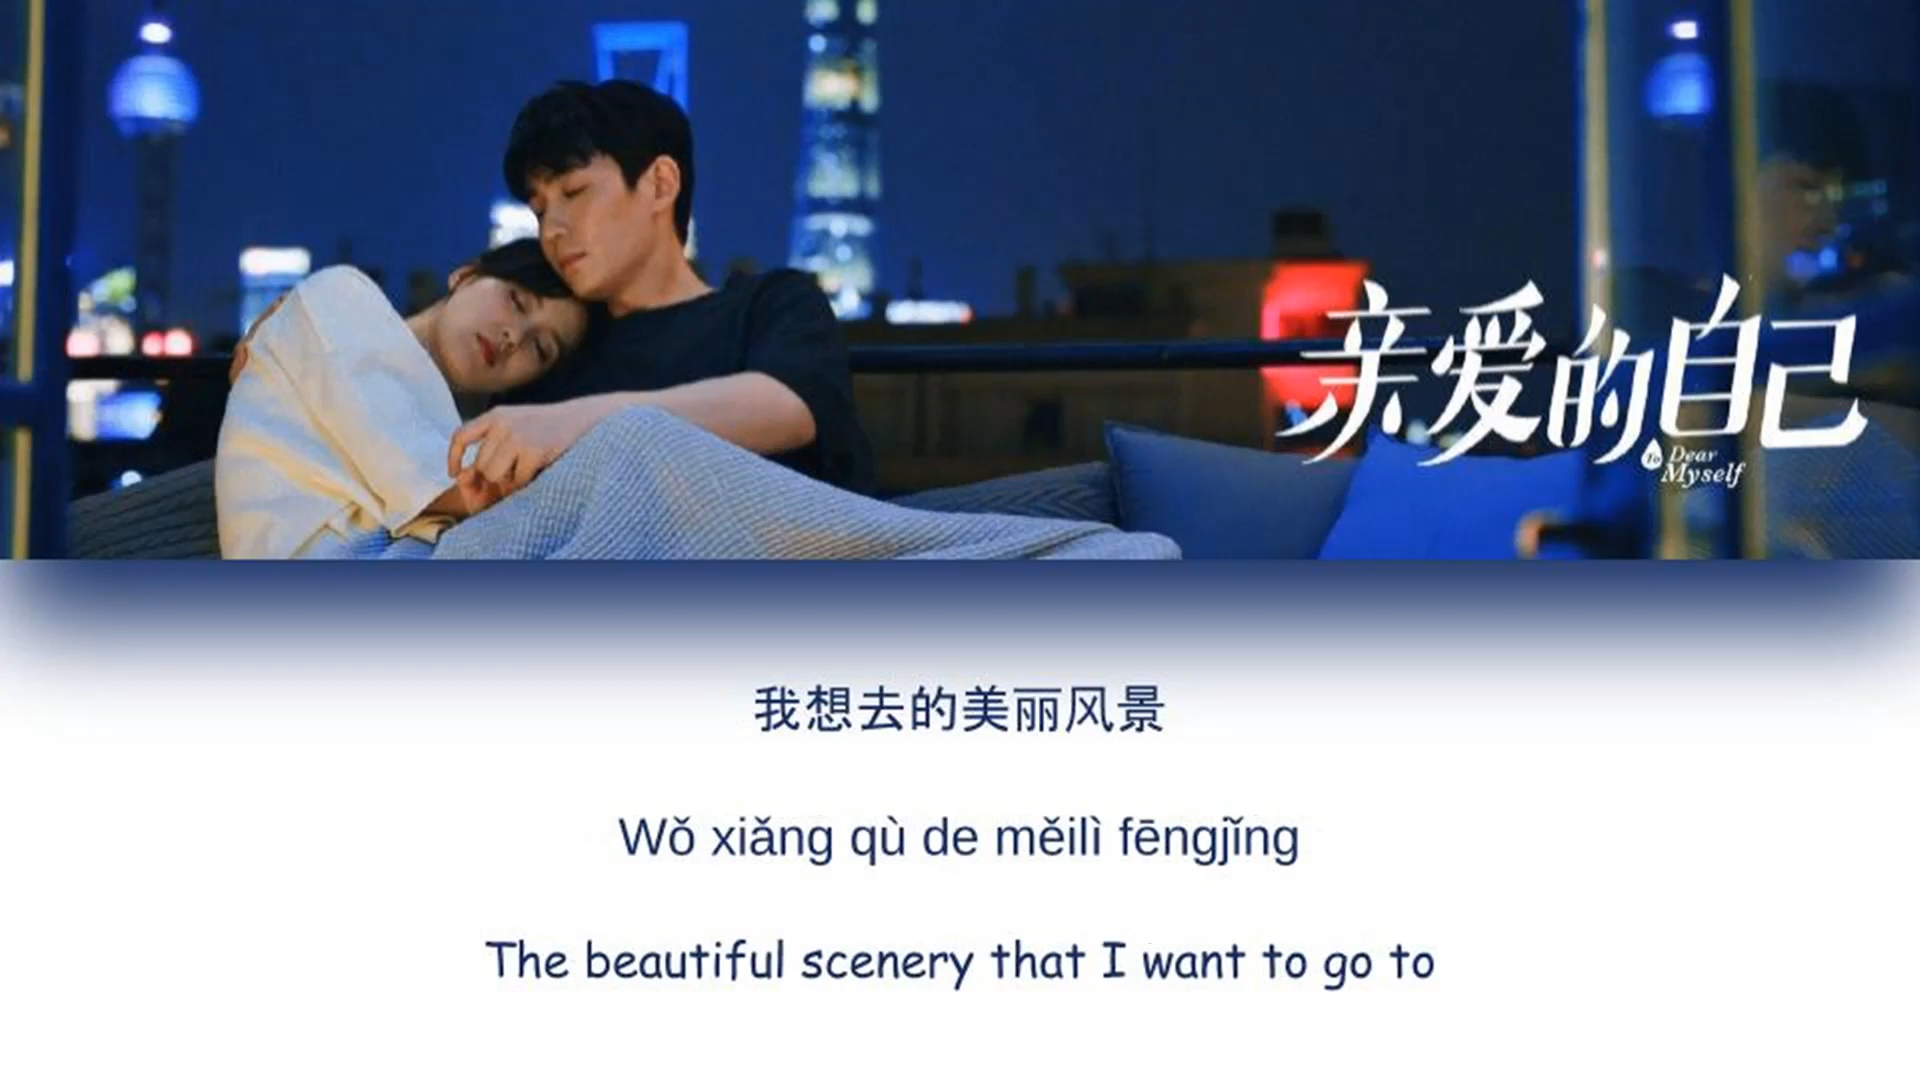 亲爱的自己
To Dear
Myself
我想去的美丽风景
Wǒ xiǎng qù de měilì fēngjǐng
The beautiful scenery that I want to go to